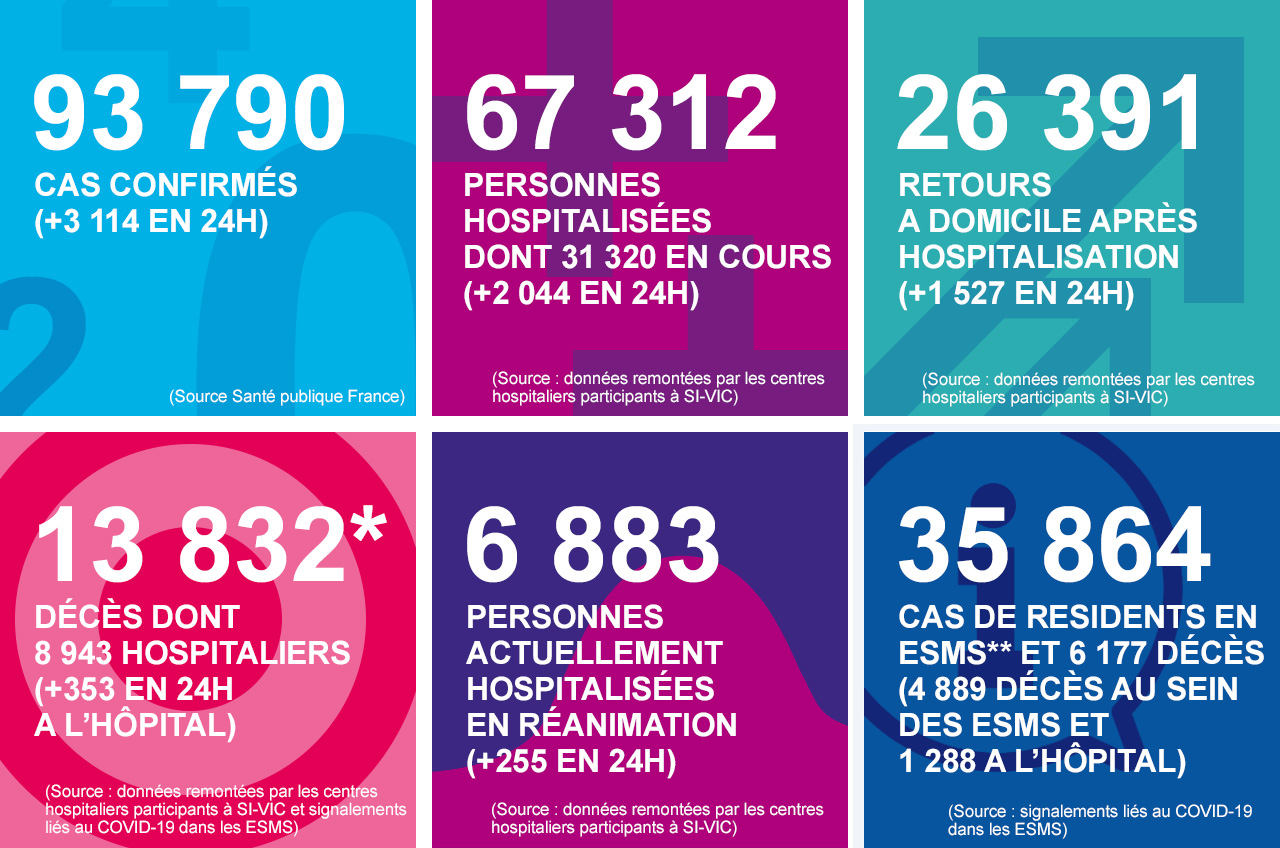 93 790
CAS CONFIRMÉS
(+3 114 EN 24H)
(Source Santé publique France)
67 312
PERSONNES
HOSPITALISÉES
DONT 31 320 EN COURS
(+2 044 EN 24H)
(Source : données remontées par les centres
hospitaliers participants à SI-VIC)
26 391
RETOURS
A DOMICILE APRÈS
HOSPITALISATION
(+1 527 EN 24H)
(Source : données remontées par les centres
hospitaliers participants à SI-VIC)
13 832*
DÉCÈS DONT
8 943 HOSPITALIERS
(+353 EN 24H
A L'HÔPITAL)
(Source : données remontées par les centres
hospitaliers participants à SI-VIC et signalements
liés au COVID-19 dans les ESMS)
6 883
PERSONNES
ACTUELLEMENT
HOSPITALISÉES
EN RÉANIMATION
(+255 EN 24H)
(Source : données remontées par les centres
hospitaliers participants à SI-VIC)
35 864
CAS DE RESIDENTS EN
ESMS** ET 6 177 DÉCÈS
(4 889 DÉCÈS AU SEIN
DES ESMS ET
1 288 A L'HÔPITAL)
(Source : signalements liés au COVID-19
dans les ESMS)